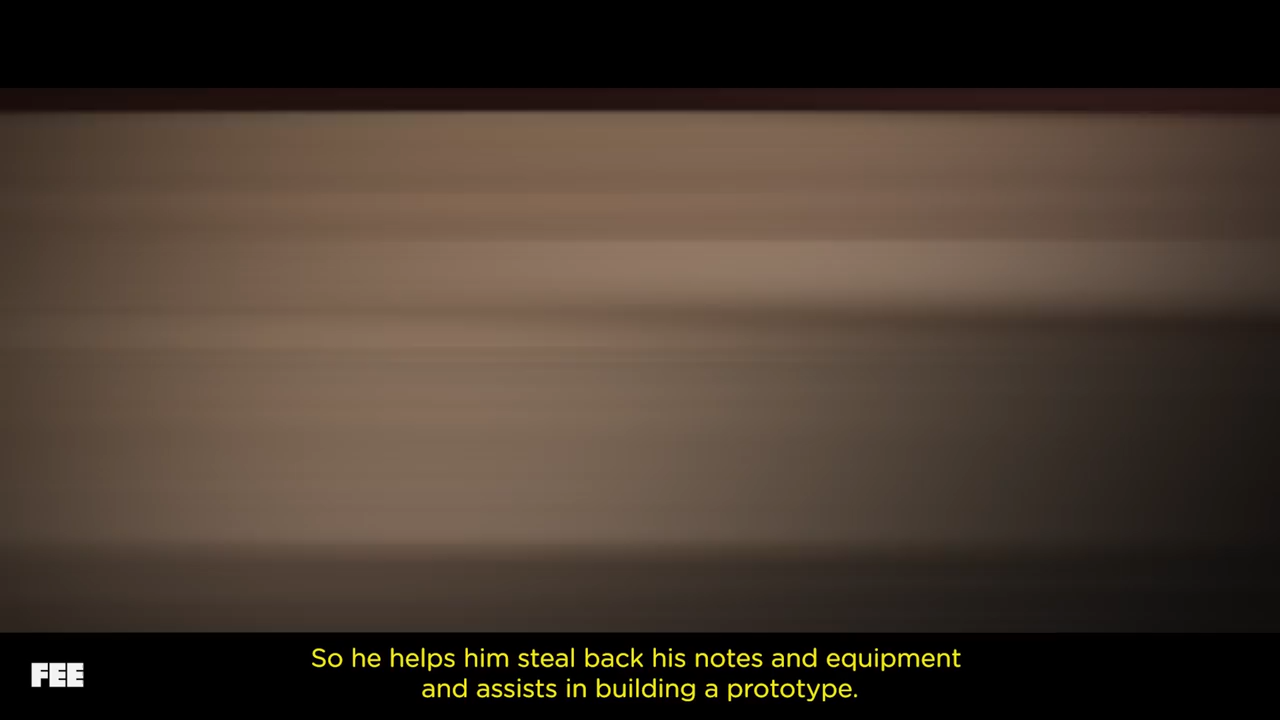 So he helps him steal back his notes and equipment
and assists in building a prototype.
FEE